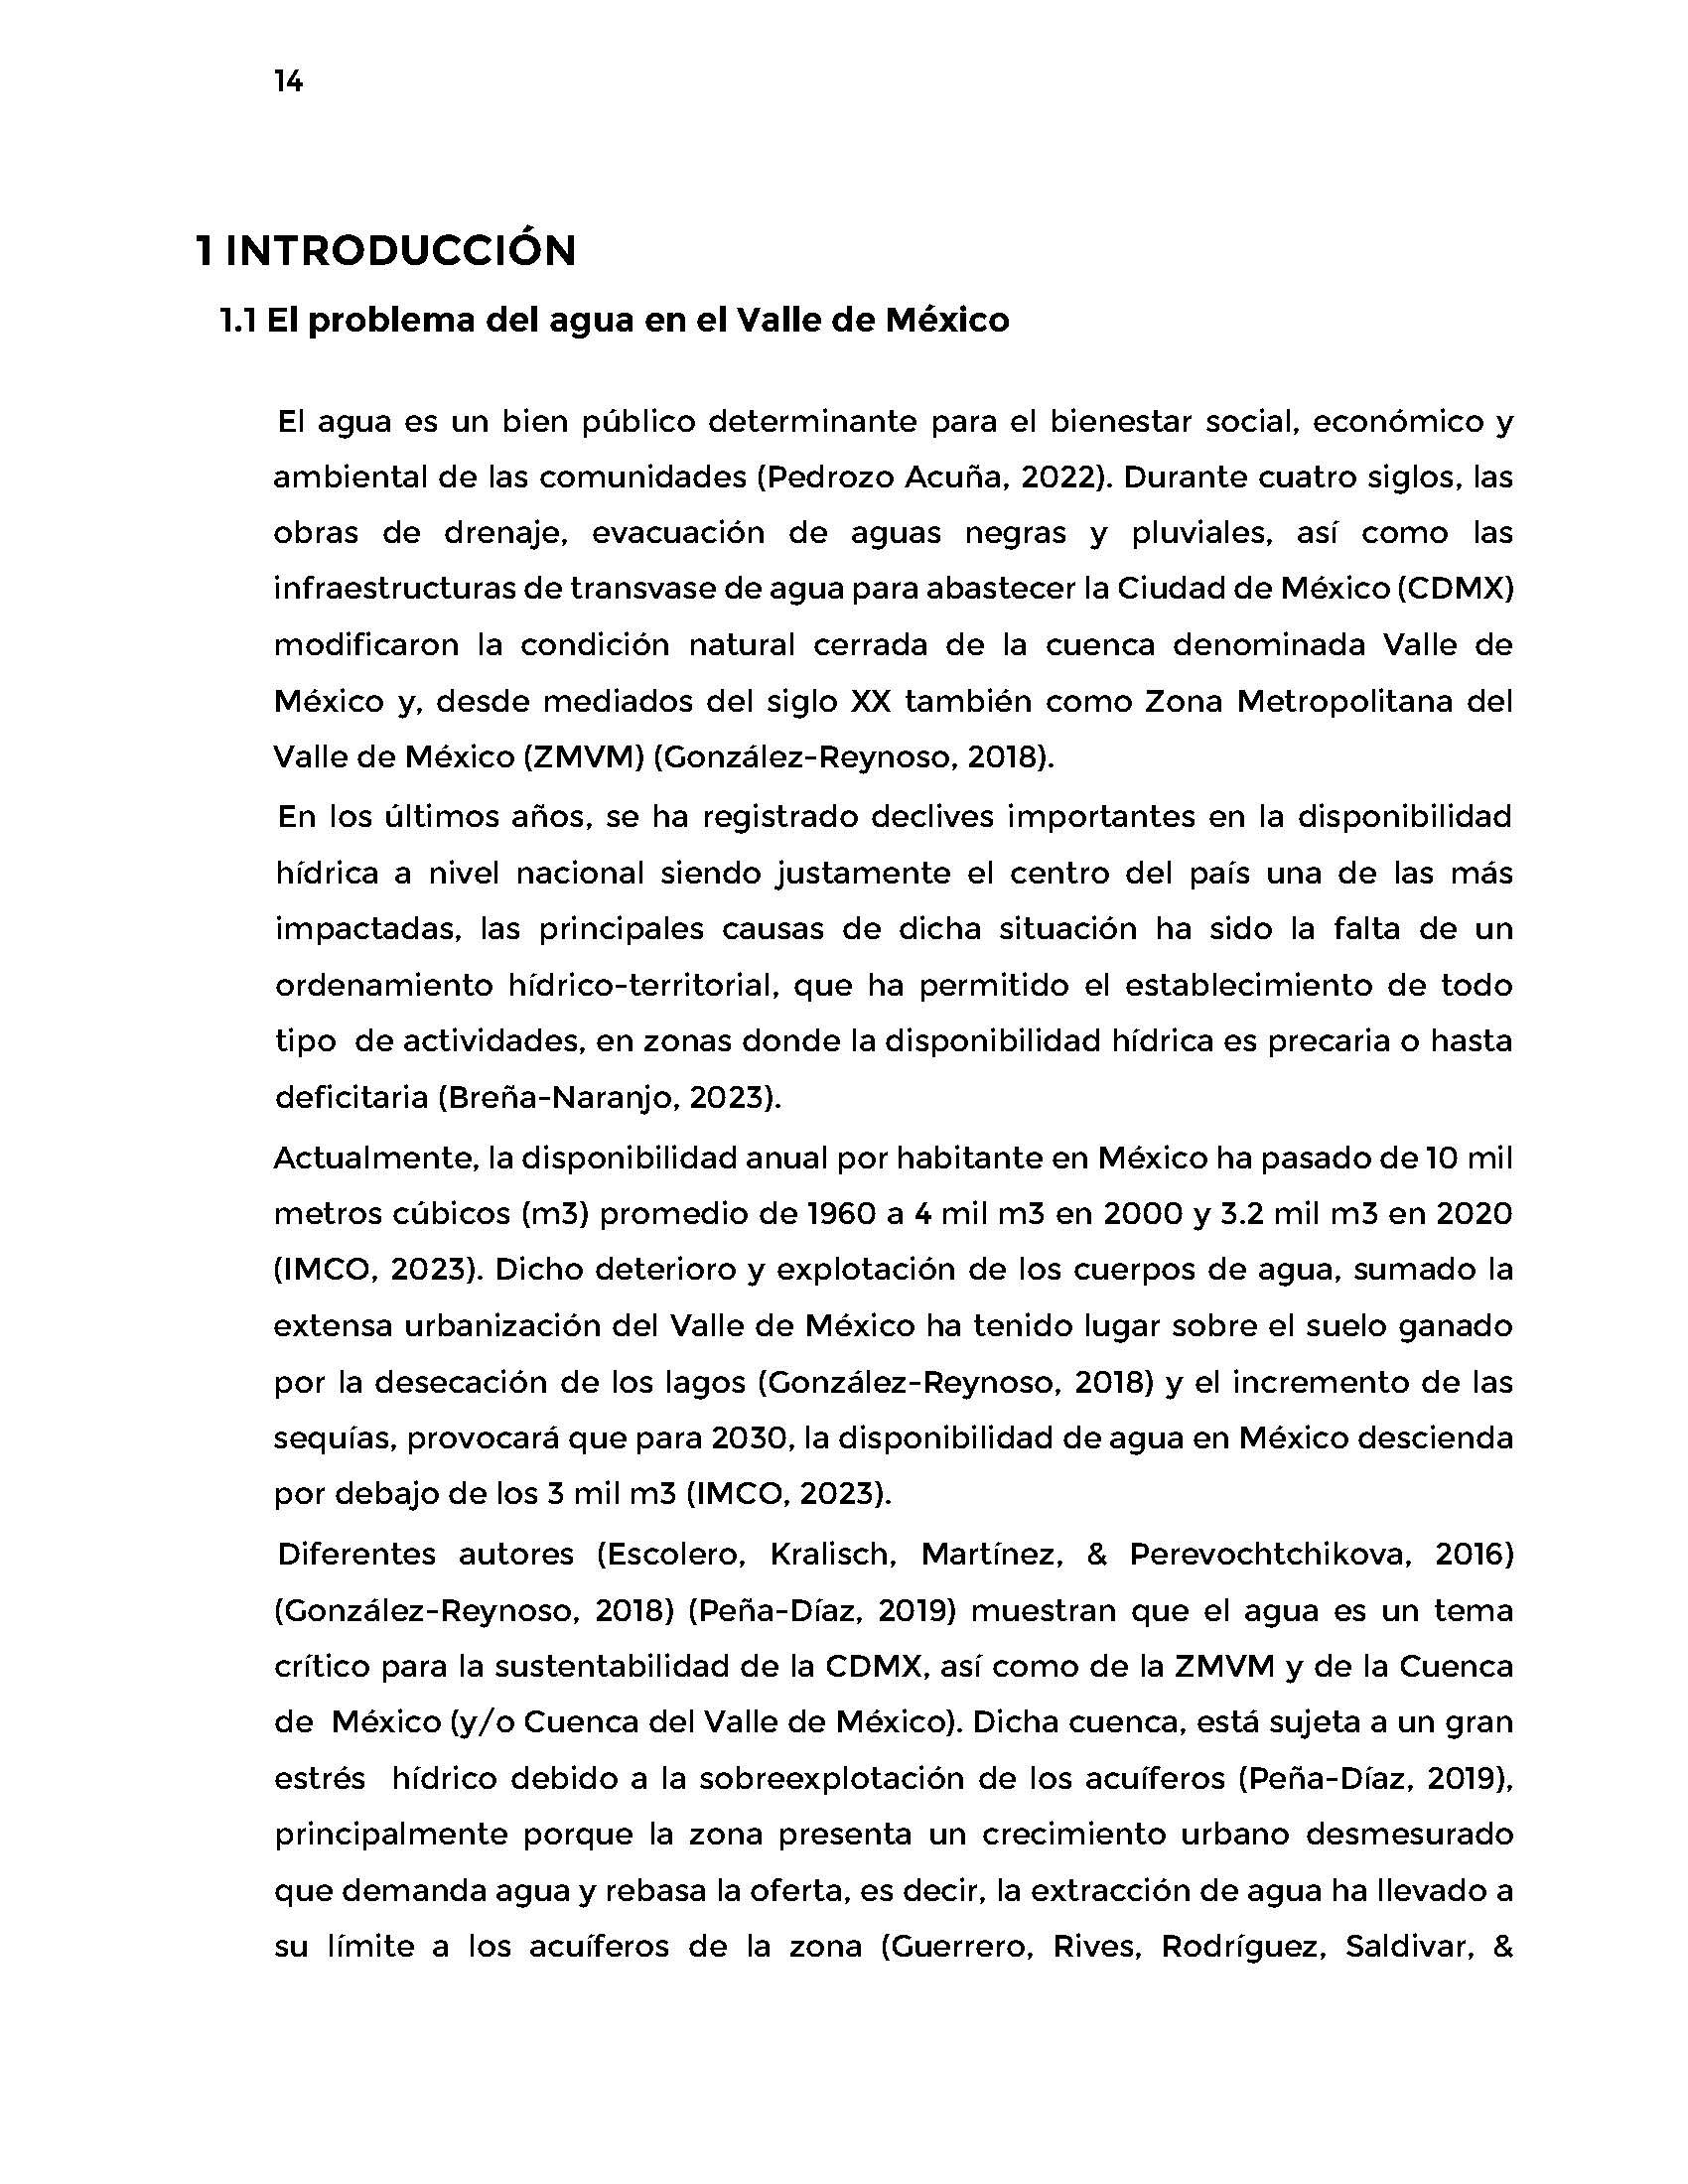 14
1 INTRODUCCIÓN
1.1 El problema del agua en el Valle de México
El agua es un bien público determinante para el bienestar social, económico y
ambiental de las comunidades (Pedrozo Acuña, 2022). Durante cuatro siglos, las
obras de drenaje, evacuación de aguas negras y pluviales, así como las
infraestructuras de transvase de agua para abastecer la Ciudad de México (CDMX)
modificaron la condición natural cerrada de la cuenca denominada Valle de
México y, desde mediados del siglo XX también como Zona Metropolitana del
Valle de México (ZMVM) (González-Reynoso, 2018).
En los últimos años, se ha registrado declives importantes en la disponibilidad
hídrica a nivel nacional siendo justamente el centro del país una de las más
impactadas, las principales causas de dicha situación ha sido la falta de un
ordenamiento hídrico-territorial, que ha permitido el establecimiento de todo
tipo de actividades, en zonas donde la disponibilidad hídrica es precaria o hasta
deficitaria (Breña-Naranjo, 2023).
Actualmente, la disponibilidad anual por habitante en México ha pasado de 10 mil
metros cúbicos (m3) promedio de 1960 a 4 mil m3 en 2000 y 3.2 mil m3 en 2020
(IMCO, 2023). Dicho deterioro y explotación de los cuerpos de agua, sumado la
extensa urbanización del Valle de México ha tenido lugar sobre el suelo ganado
por la desecación de los lagos (González-Reynoso, 2018) y el incremento de las
sequías, provocará que para 2030, la disponibilidad de agua en México descienda
por debajo de los 3 mil m3 (IMCO, 2023).
Diferentes autores (Escolero, Kralisch, Martínez, & Perevochtchikova, 2016)
(González-Reynoso, 2018) (Peña-Díaz, 2019) muestran que el agua es un tema
crítico para la sustentabilidad de la CDMX, así como de la ZMVM y de la Cuenca
de México (y/o Cuenca del Valle de México). Dicha cuenca, está sujeta a un gran
estrés hídrico debido a la sobreexplotación de los acuíferos (Peña-Díaz, 2019),
principalmente porque la zona presenta un crecimiento urbano desmesurado
que demanda agua y rebasa la oferta, es decir, la extracción de agua ha llevado a
su límite a los acuíferos de la zona (Guerrero, Rives, Rodríguez, Saldivar, &